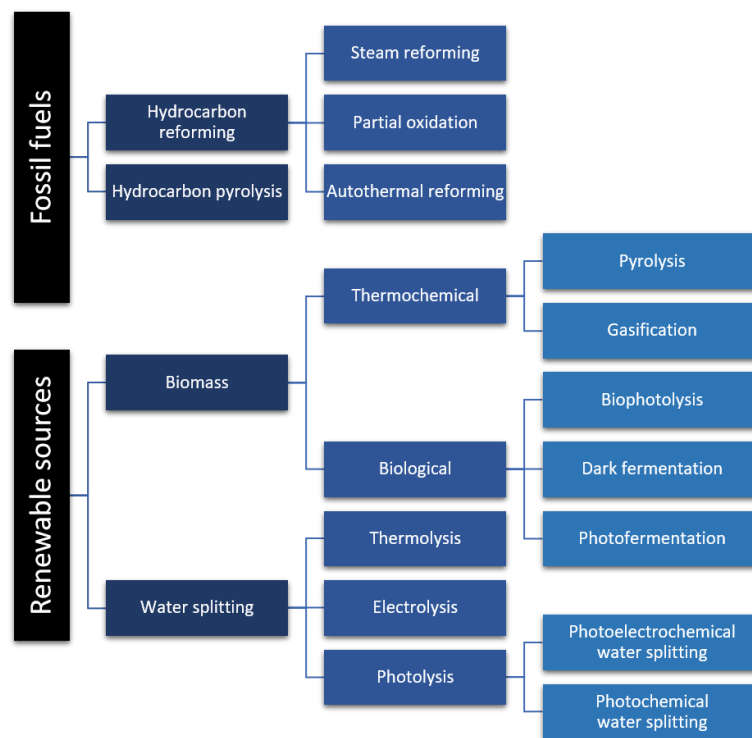 Fossil fuels
Hydrocarbon
reforming
Hydrocarbon pyrolysis
Steam reforming
Partial oxidation
Autothermal reforming
Renewable sources
Biomass
Thermochemical
Pyrolysis
Gasification
Biological
Biophotolysis
Dark fermentation
Photofermentation
Water splitting
Thermolysis
Electrolysis
Photolysis
Photoelectrochemical
water splitting
Photochemical
water splitting